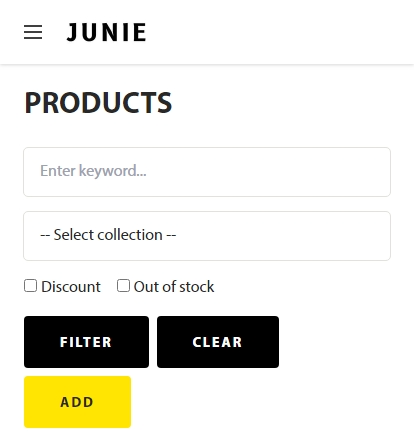 JUNIE
PRODUCTS
Enter keyword...
-- Select collection --
Discount Out of stock
FILTER CLEAR
ADD